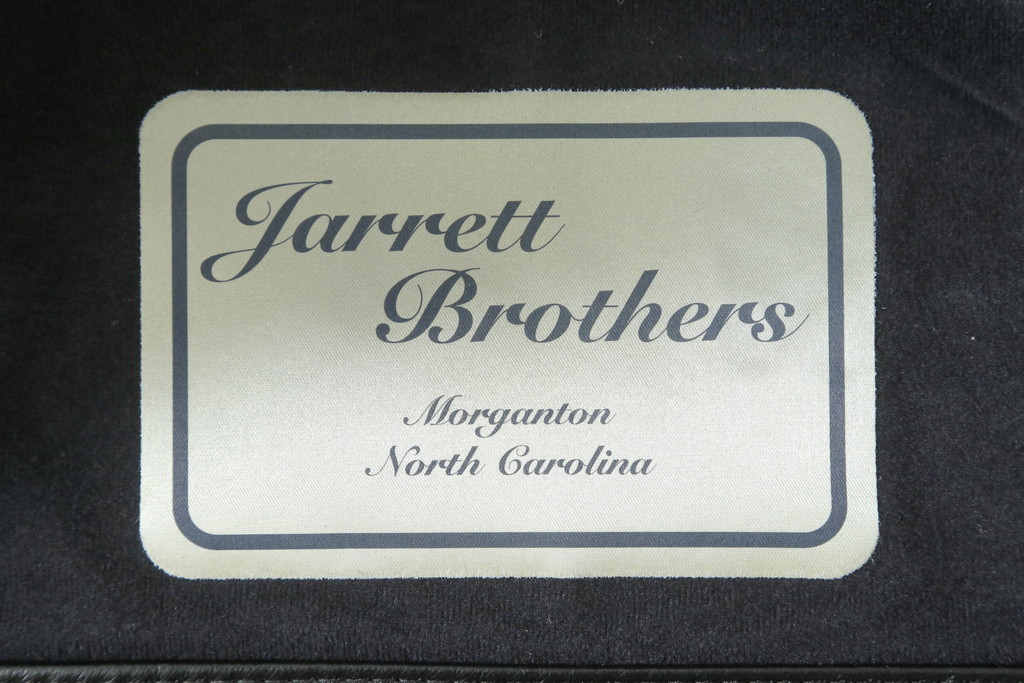 Jarrett
Brothers
Morganton
North Carolina